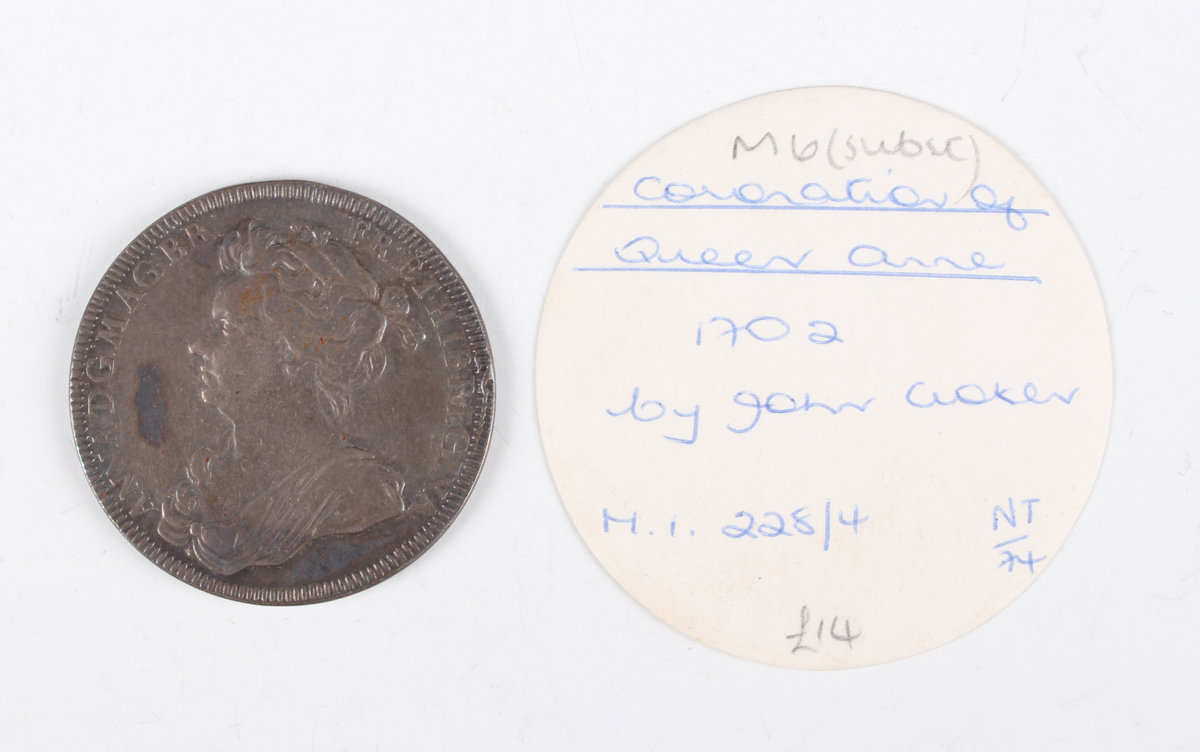 ANNA·D:G:MAG:BR: FR:ET·HIB:REGINA
M6 (subsc)
Coronation of
Queen Anne
1702
by John Croker
M.I. 228/4
NT
74
£14